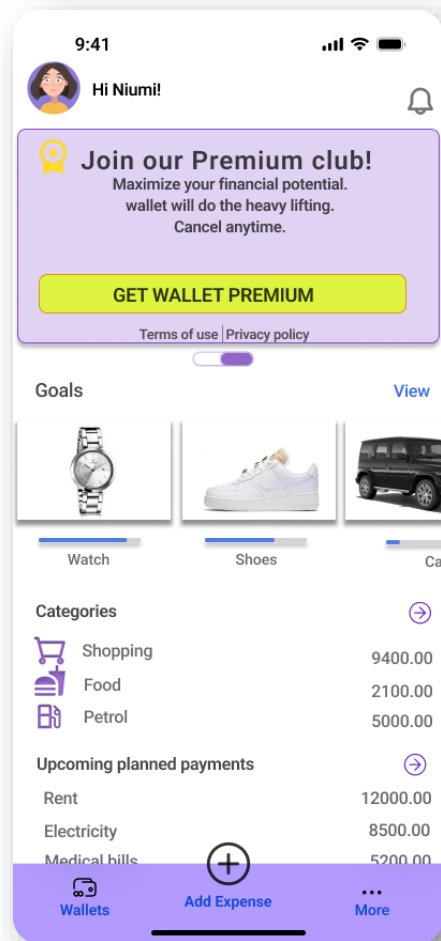 9:41
Hi Niumi!
Join our Premium club!
Maximize your financial potential.
wallet will do the heavy lifting.
Cancel anytime.
GET WALLET PREMIUM
Terms of use | Privacy policy
Goals View
Watch Shoes Ca
Categories
Shopping 9400.00
Food 2100.00
Petrol 5000.00
Upcoming planned payments
Rent 12000.00
Electricity 8500.00
Medical bills 5200.00
Wallets Add Expense More